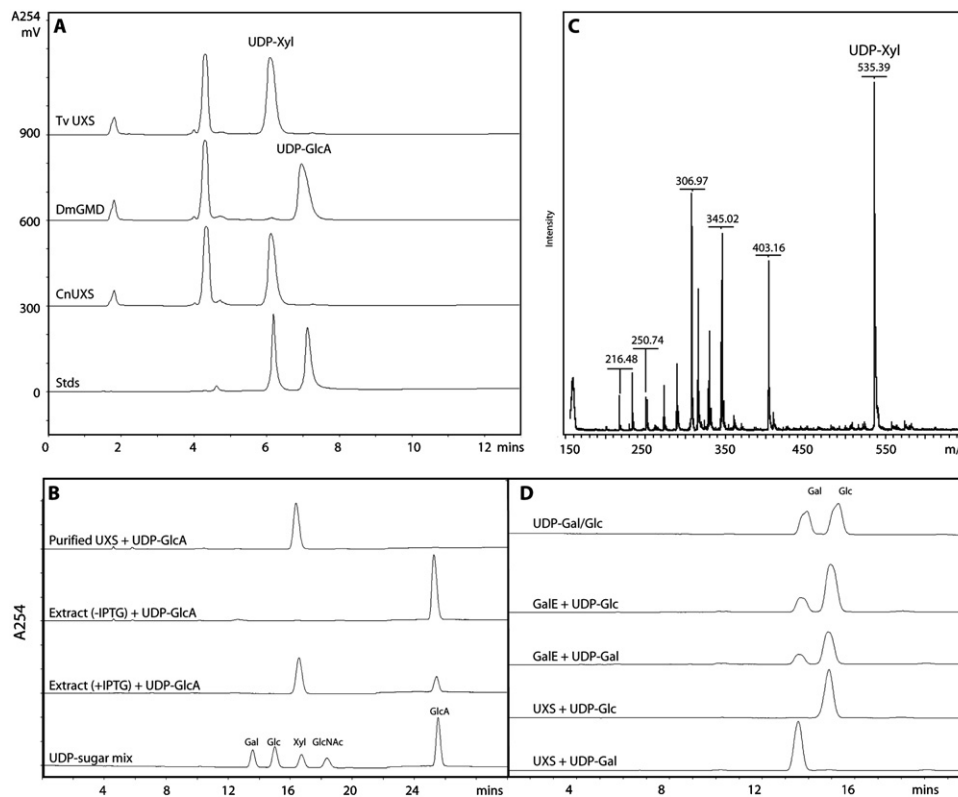 A254
mV
A
UDP-Xyl
Tv UXS
900
UDP-GlcA
DmGMD
600
CnUXS
300
Stds
0
0 2 4 6 8 10 12 mins
C
UDP-Xyl
535.39
306.97
345.02
403.16
250.74
216.48
Intensity
150 250 350 450 550 m/
B
Purified UXS + UDP-GlcA
Extract (-IPTG) + UDP-GlcA
Extract (+IPTG) + UDP-GlcA
Gal Glc Xyl GlcNAc GlcA
UDP-sugar mix
A254
4 8 12 16 20 24 mins
D
Gal Glc
UDP-Gal/Glc
GalE + UDP-Glc
GalE + UDP-Gal
UXS + UDP-Glc
UXS + UDP-Gal
4 8 12 16 mins